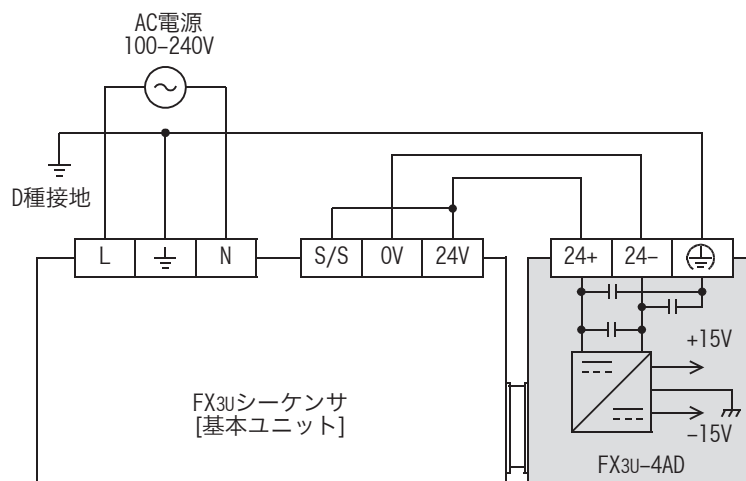 AC電源
100–240V
D種接地
L
N
S/S
0V
24V
24+
24–
+15V
–15V
FX3Uシーケンサ
[基本ユニット]
FX3U–4AD